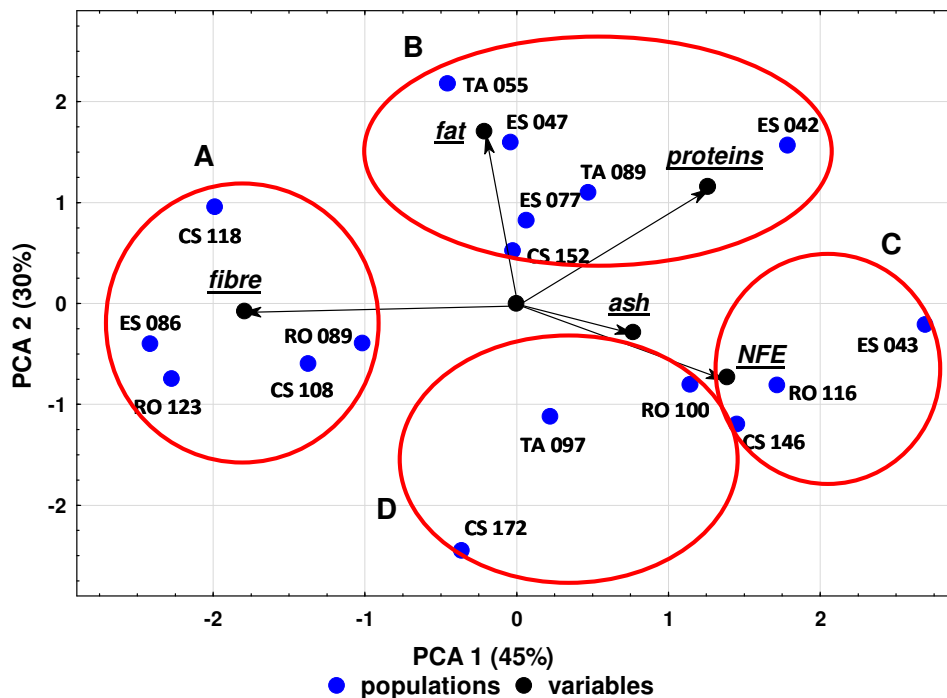 B
TA 055
2
fat
ES 047
ES 042
A
TA 089
proteins
ES 077
1
CS 118
CS 152
C
fibre
ash
0
ES 086
RO 089
ES 043
NFE
CS 108
RO 116
-1
RO 123
RO 100
TA 097
CS 146
-2
D
CS 172
PCA 2 (30%)
-2
-1
0
1
2
PCA 1 (45%)
populations
variables